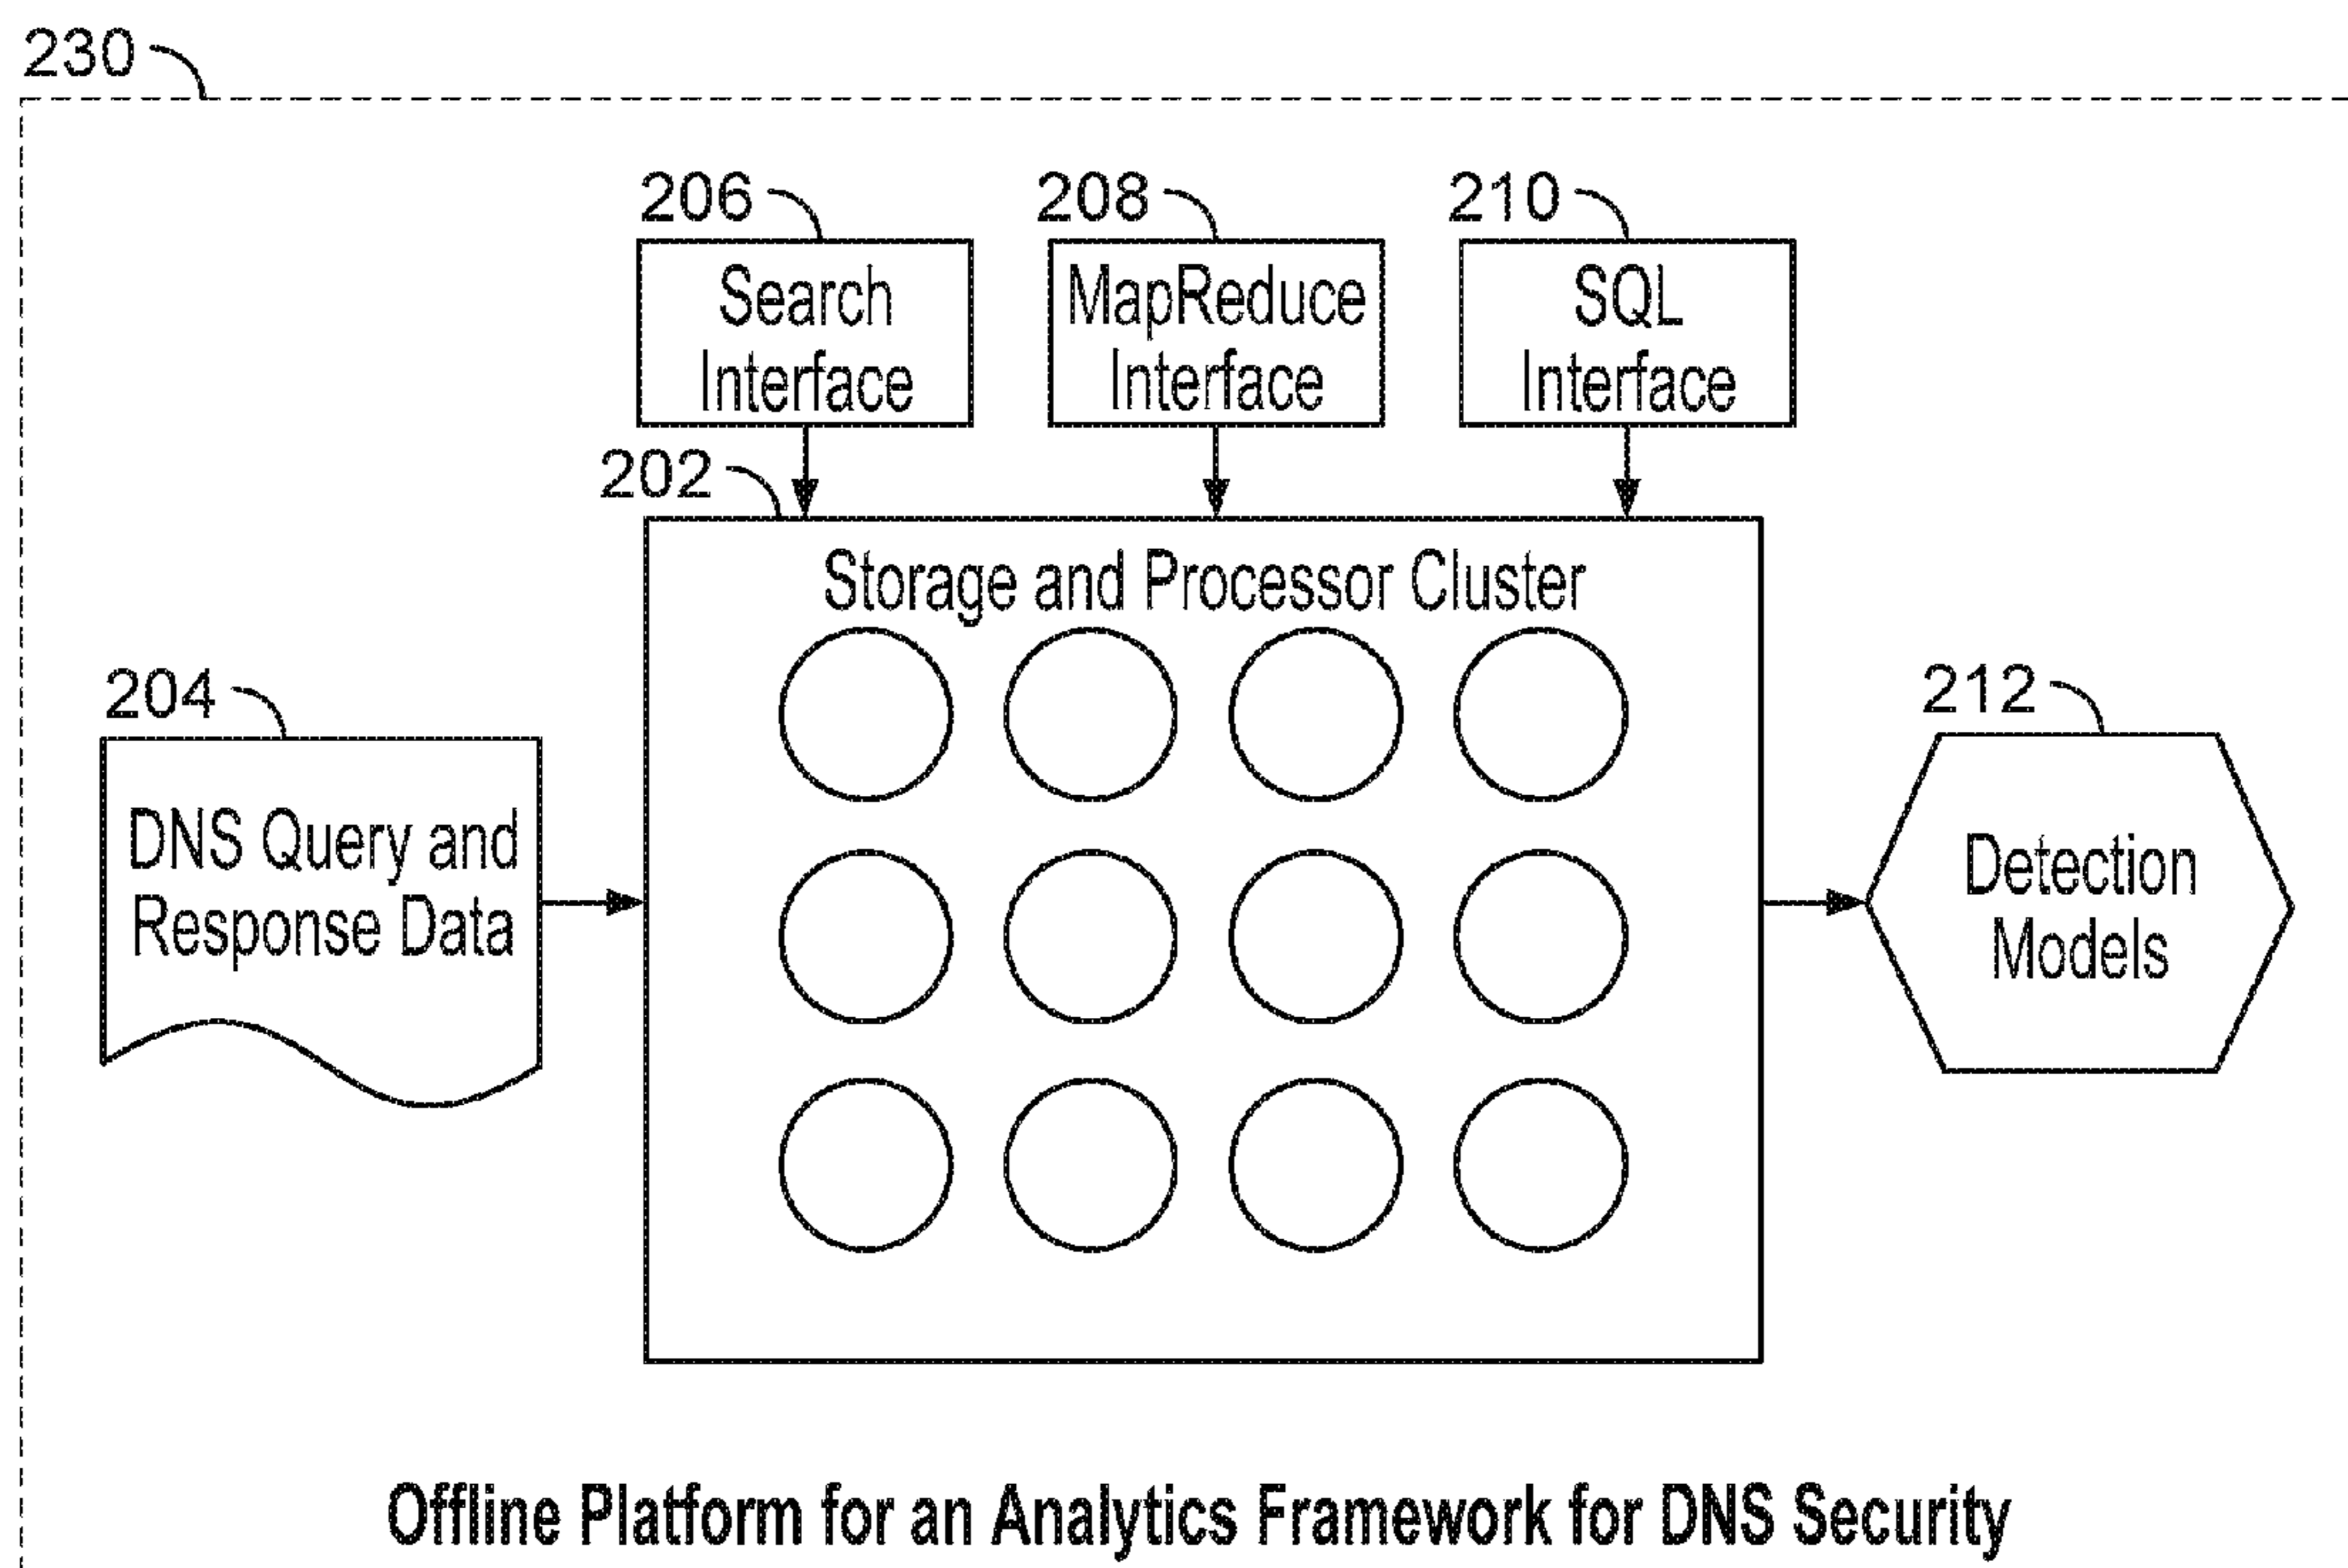 230
206
208
210
Search
Interface
MapReduce
Interface
SQL
Interface
202
Storage and Processor Cluster
204
DNS Query and
Response Data
212
Detection
Models
Offline Platform for an Analytics Framework for DNS Security